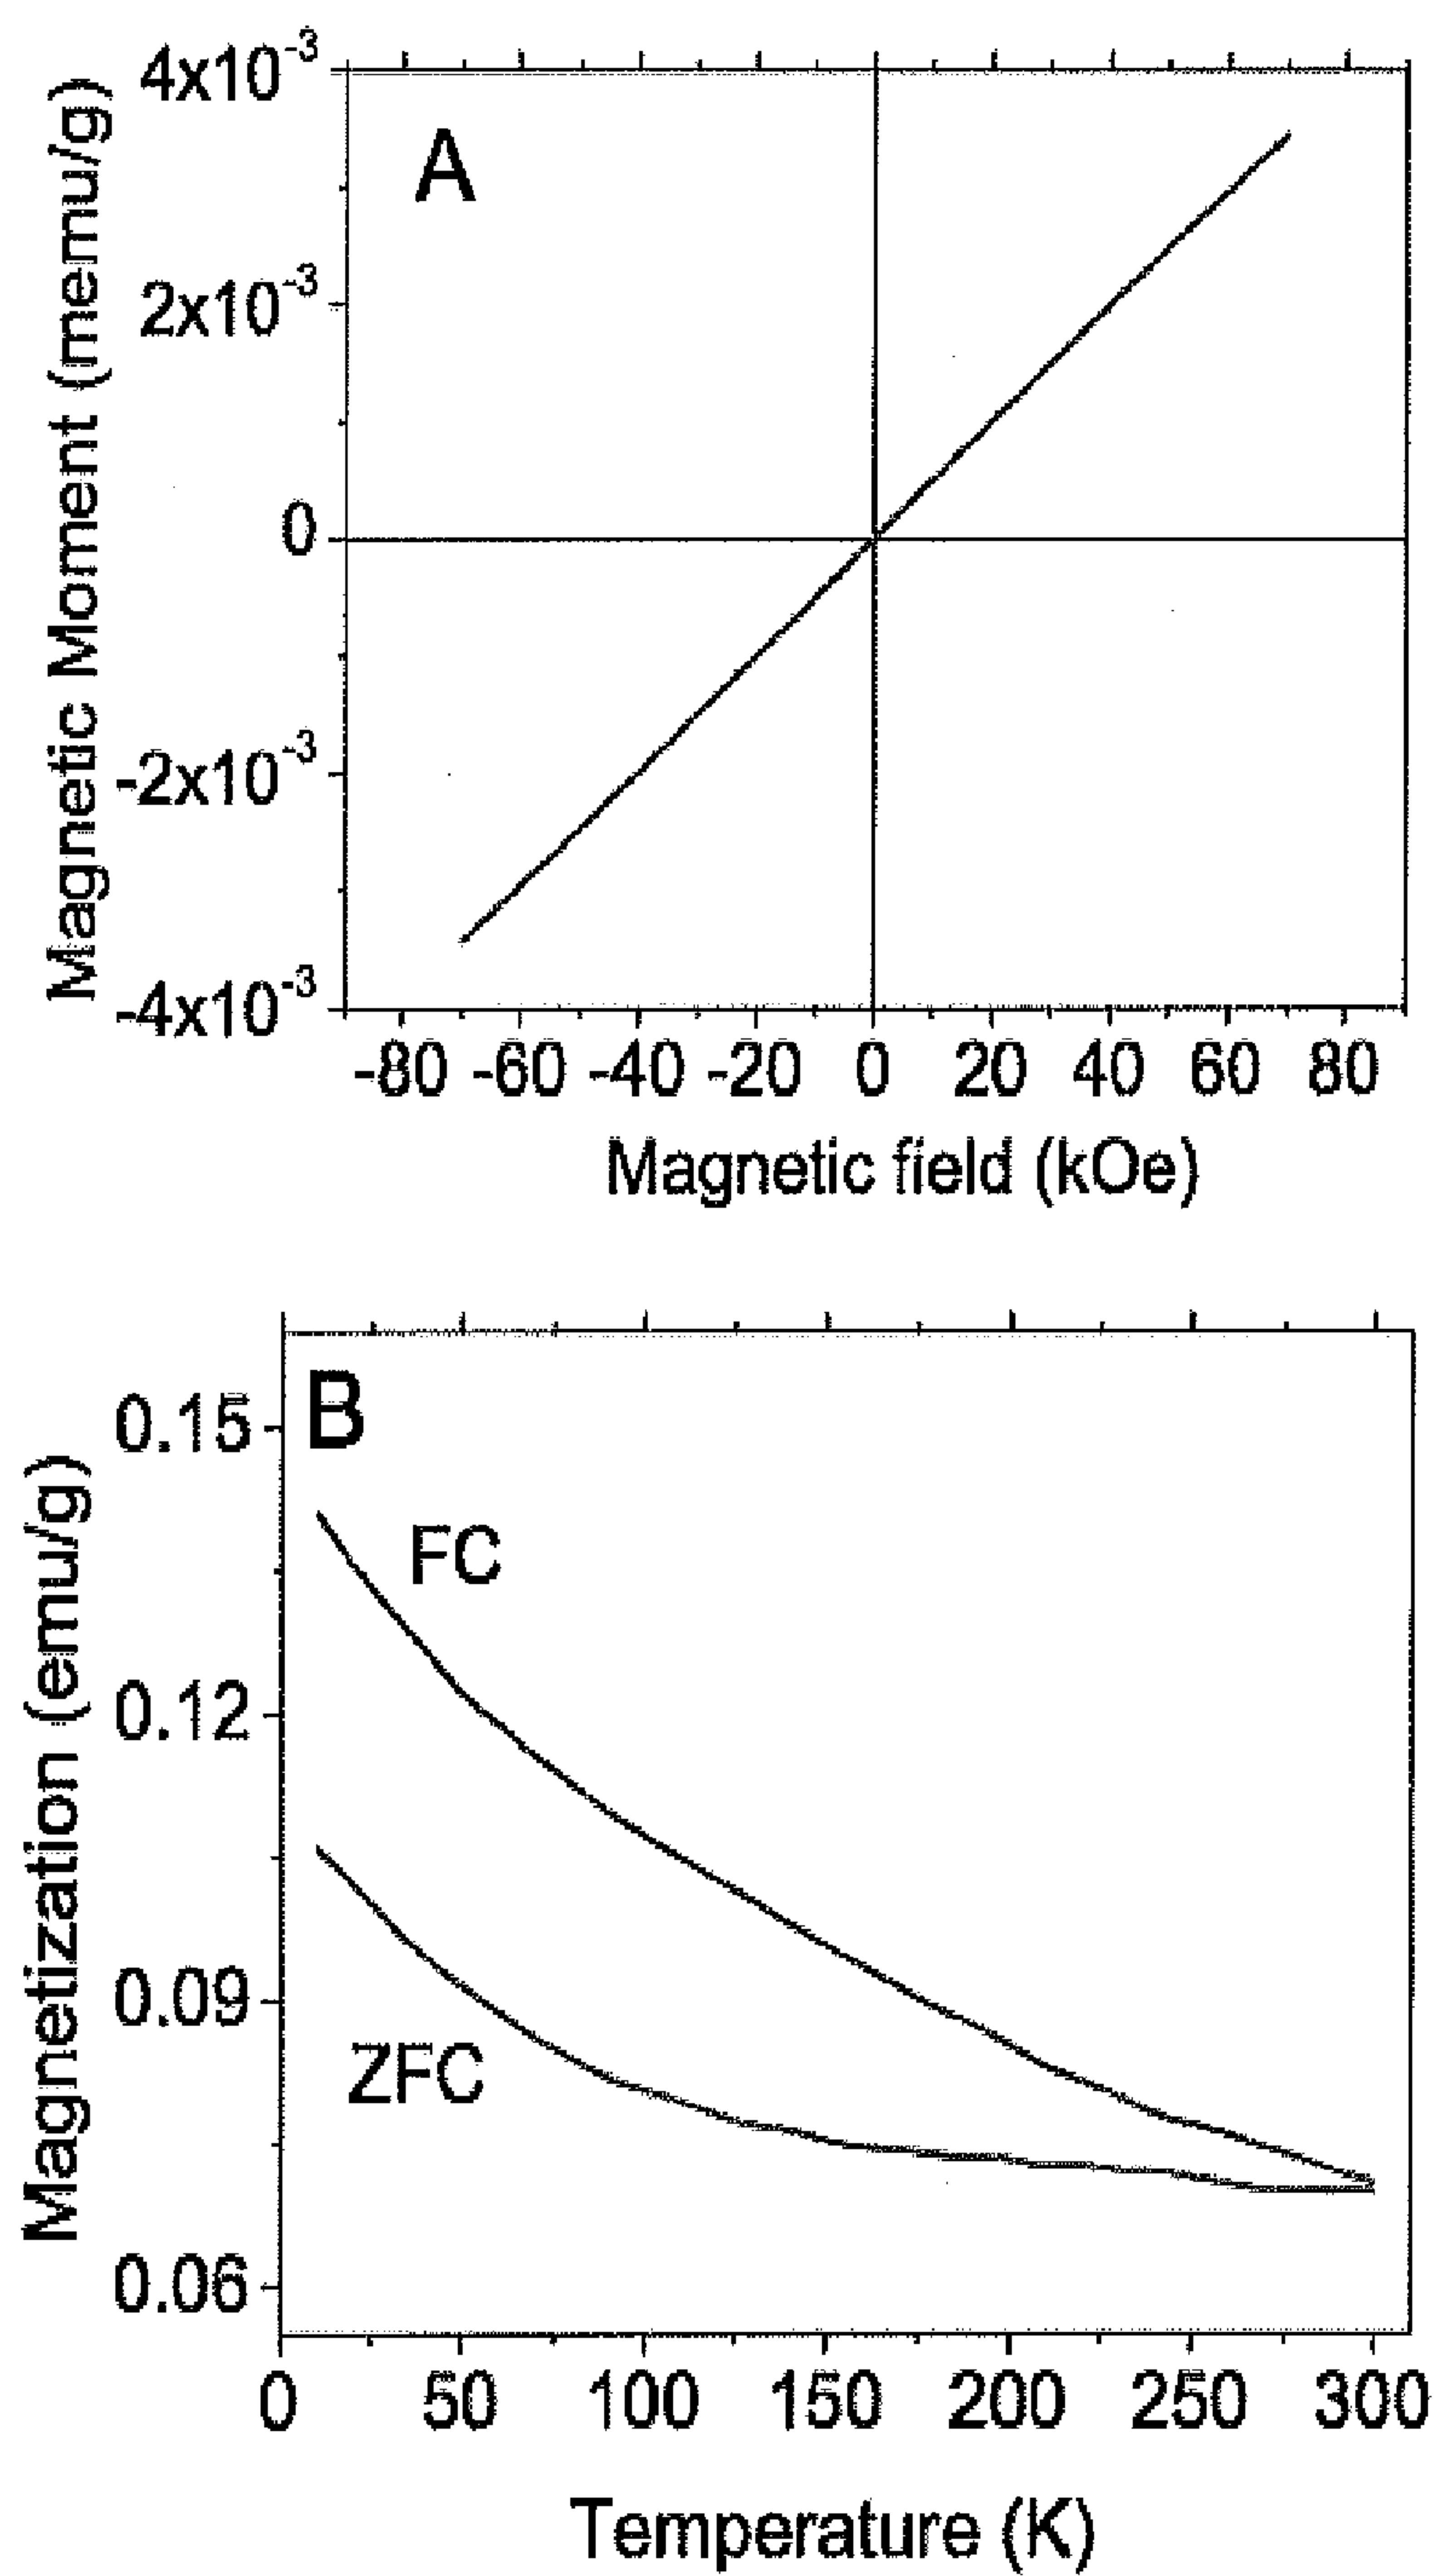 Magnetic Moment (memu/g)
4x10⁻³
2x10⁻³
0
-2x10⁻³
-4x10⁻³
A
-80 -60 -40 -20 0 20 40 60 80
Magnetic field (kOe)
Magnetization (emu/g)
0.15
0.12
0.09
0.06
B
FC
ZFC
0 50 100 150 200 250 300
Temperature (K)